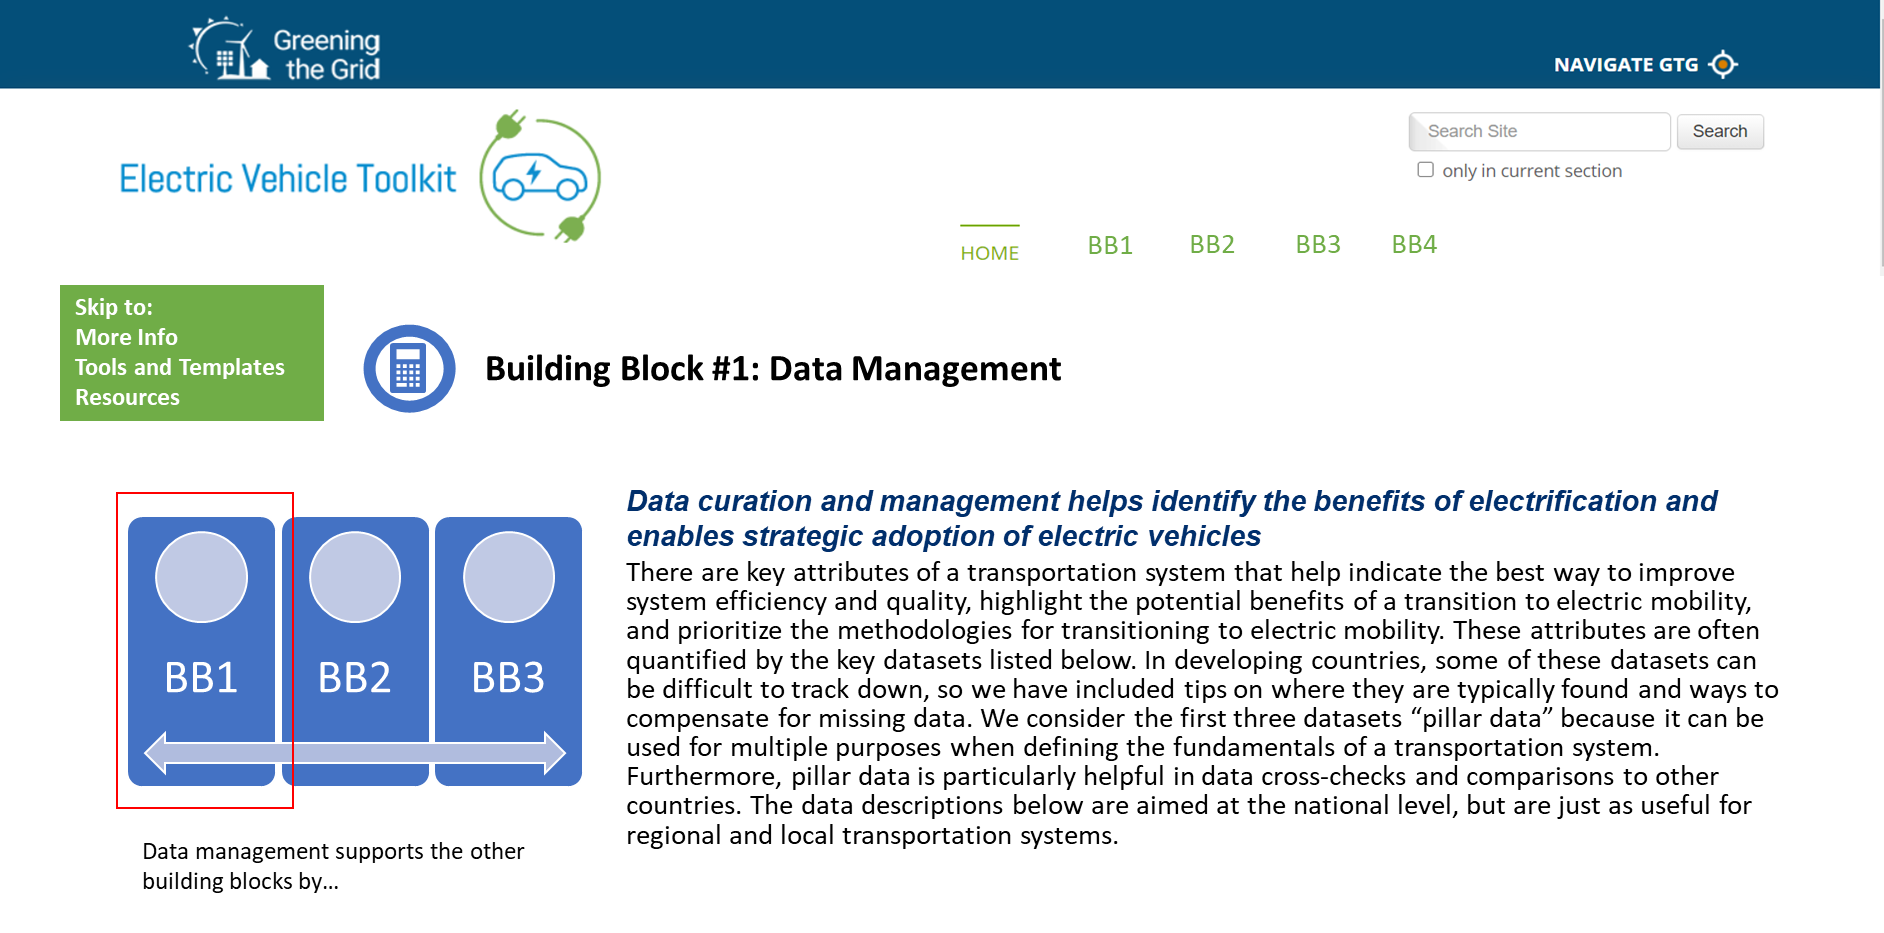 Greening
the Grid
NAVIGATE GTG
Electric Vehicle Toolkit
Search Site
Search
only in current section
HOME
BB1
BB2
BB3
BB4
Skip to:
More Info
Tools and Templates
Resources
Building Block #1: Data Management
BB1
BB2
BB3
Data management supports the other
building blocks by…
Data curation and management helps identify the benefits of electrification and
enables strategic adoption of electric vehicles
There are key attributes of a transportation system that help indicate the best way to improve
system efficiency and quality, highlight the potential benefits of a transition to electric mobility,
and prioritize the methodologies for transitioning to electric mobility. These attributes are often
quantified by the key datasets listed below. In developing countries, some of these datasets can
be difficult to track down, so we have included tips on where they are typically found and ways to
compensate for missing data. We consider the first three datasets “pillar data” because it can be
used for multiple purposes when defining the fundamentals of a transportation system.
Furthermore, pillar data is particularly helpful in data cross-checks and comparisons to other
countries. The data descriptions below are aimed at the national level, but are just as useful for
regional and local transportation systems.